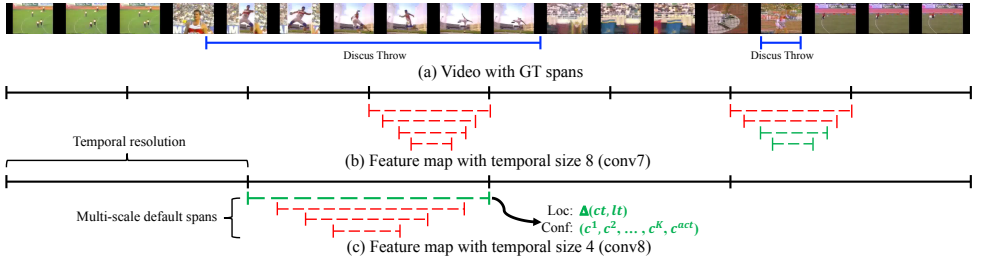 Discus Throw
Discus Throw
(a) Video with GT spans
Temporal resolution
(b) Feature map with temporal size 8 (conv7)
Multi-scale default spans
Loc: Δ(ct, lt)
Conf: (c¹, c², … , cᴷ, cᵃᶜᵗ)
(c) Feature map with temporal size 4 (conv8)